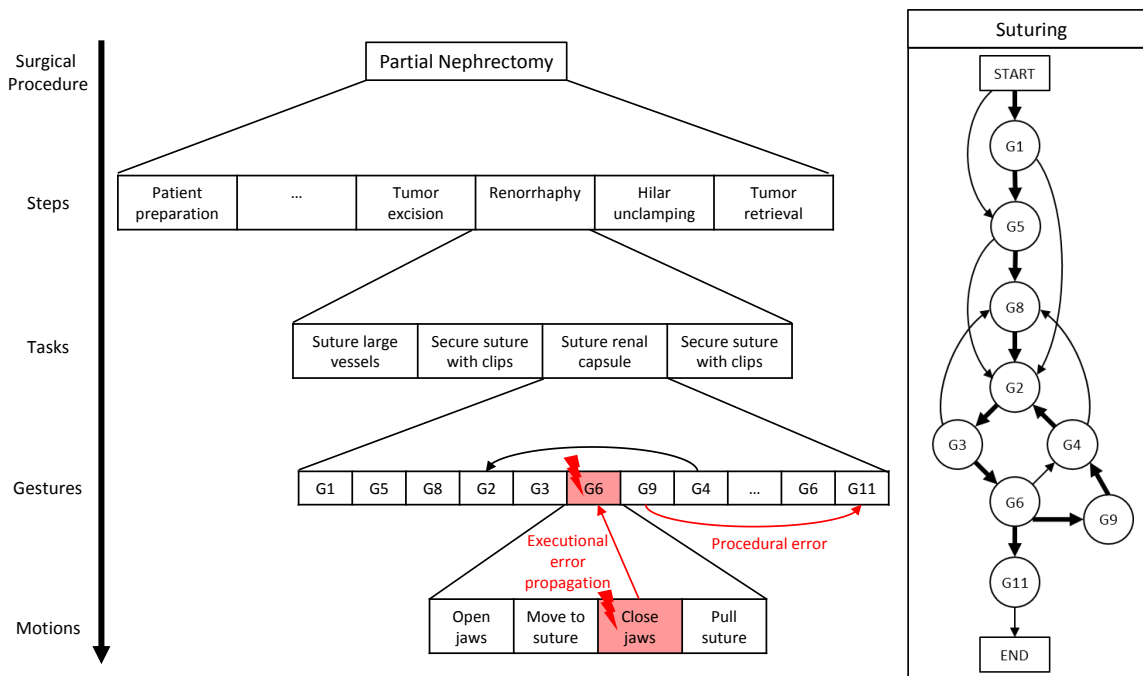 Surgical
Procedure
Steps
Tasks
Gestures
Motions
Partial Nephrectomy
Patient
preparation
...
Tumor
excision
Renorrhaphy
Hilar
unclamping
Tumor
retrieval
Suture large
vessels
Secure suture
with clips
Suture renal
capsule
Secure suture
with clips
G1
G5
G8
G2
G3
G6
G9
G4
...
G6
G11
Executional
error
propagation
Procedural error
Open
jaws
Move to
suture
Close
jaws
Pull
suture
Suturing
START
G1
G5
G8
G2
G3
G4
G6
G9
G11
END